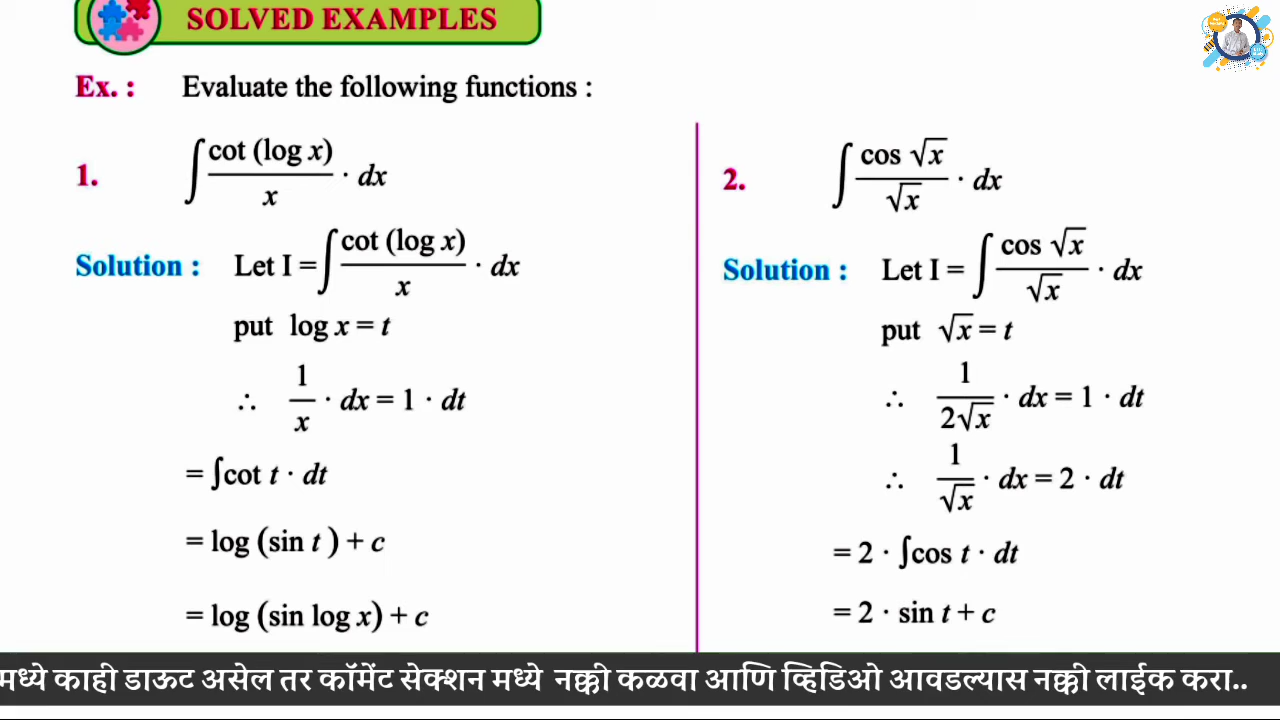 SOLVED EXAMPLES
Ex. : Evaluate the following functions :
1. ∫ cot (log x) / x · dx
Solution : Let I = ∫ cot (log x) / x · dx
put log x = t
∴ 1 / x · dx = 1 · dt
= ∫cot t · dt
= log (sin t ) + c
= log (sin log x) + c
2. ∫ cos √x / √x · dx
Solution : Let I = ∫ cos √x / √x · dx
put √x = t
∴ 1 / 2√x · dx = 1 · dt
∴ 1 / √x · dx = 2 · dt
= 2 · ∫cos t · dt
= 2 · sin t + c
मध्ये काही डाऊट असेल तर कॉमेंट सेक्शन मध्ये नक्की कळवा आणि व्हिडिओ आवडल्यास नक्की लाईक करा..